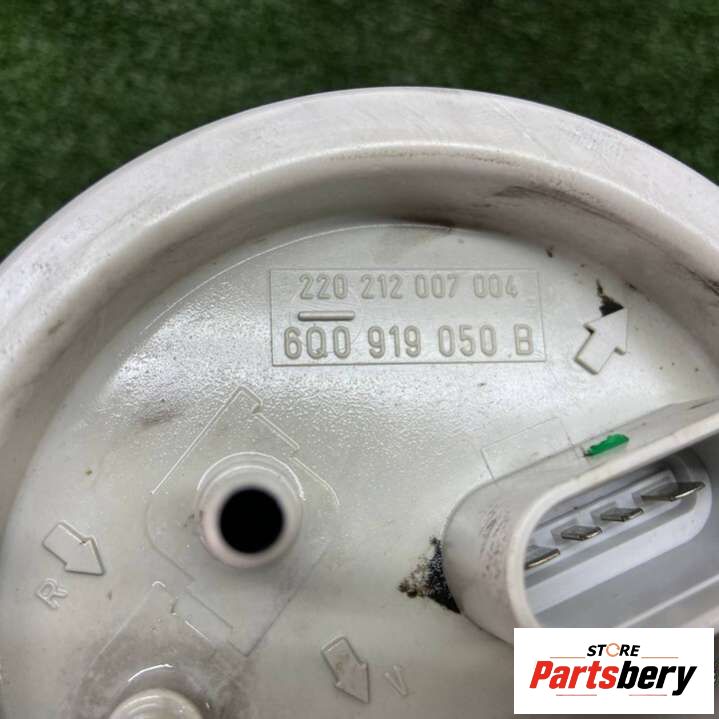 220 212 007 004
6Q0 919 050 B
R
V
STORE
Partsbery